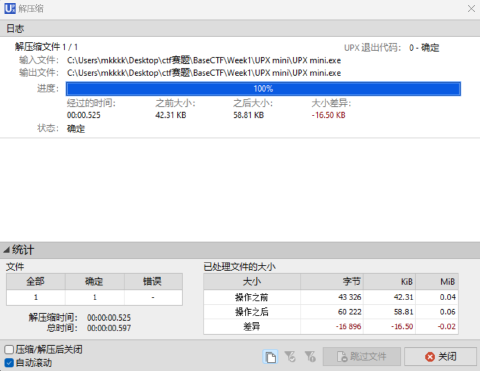 解压缩
日志
解压缩文件 1 / 1 UPX 退出代码: 0 - 确定
输入文件: C:\Users\mkkkk\Desktop\ctf赛题\BaseCTF\Week1\UPX mini\UPX mini.exe
输出文件: C:\Users\mkkkk\Desktop\ctf赛题\BaseCTF\Week1\UPX mini\UPX mini.exe
进度: 100%
经过的时间: 之前大小: 之后大小: 大小差异:
00:00.525 42.31 KB 58.81 KB -16.50 KB
状态: 确定
统计
文件 已处理文件的大小
全部 确定 错误 大小 字节 KiB MiB
1 1 - 操作之前 43 326 42.31 0.04
操作之后 60 222 58.81 0.06
差异 -16 896 -16.50 -0.02
解压缩时间: 00:00:00.525
总时间: 00:00:00.597
压缩/解压后关闭
自动滚动
跳过文件 关闭